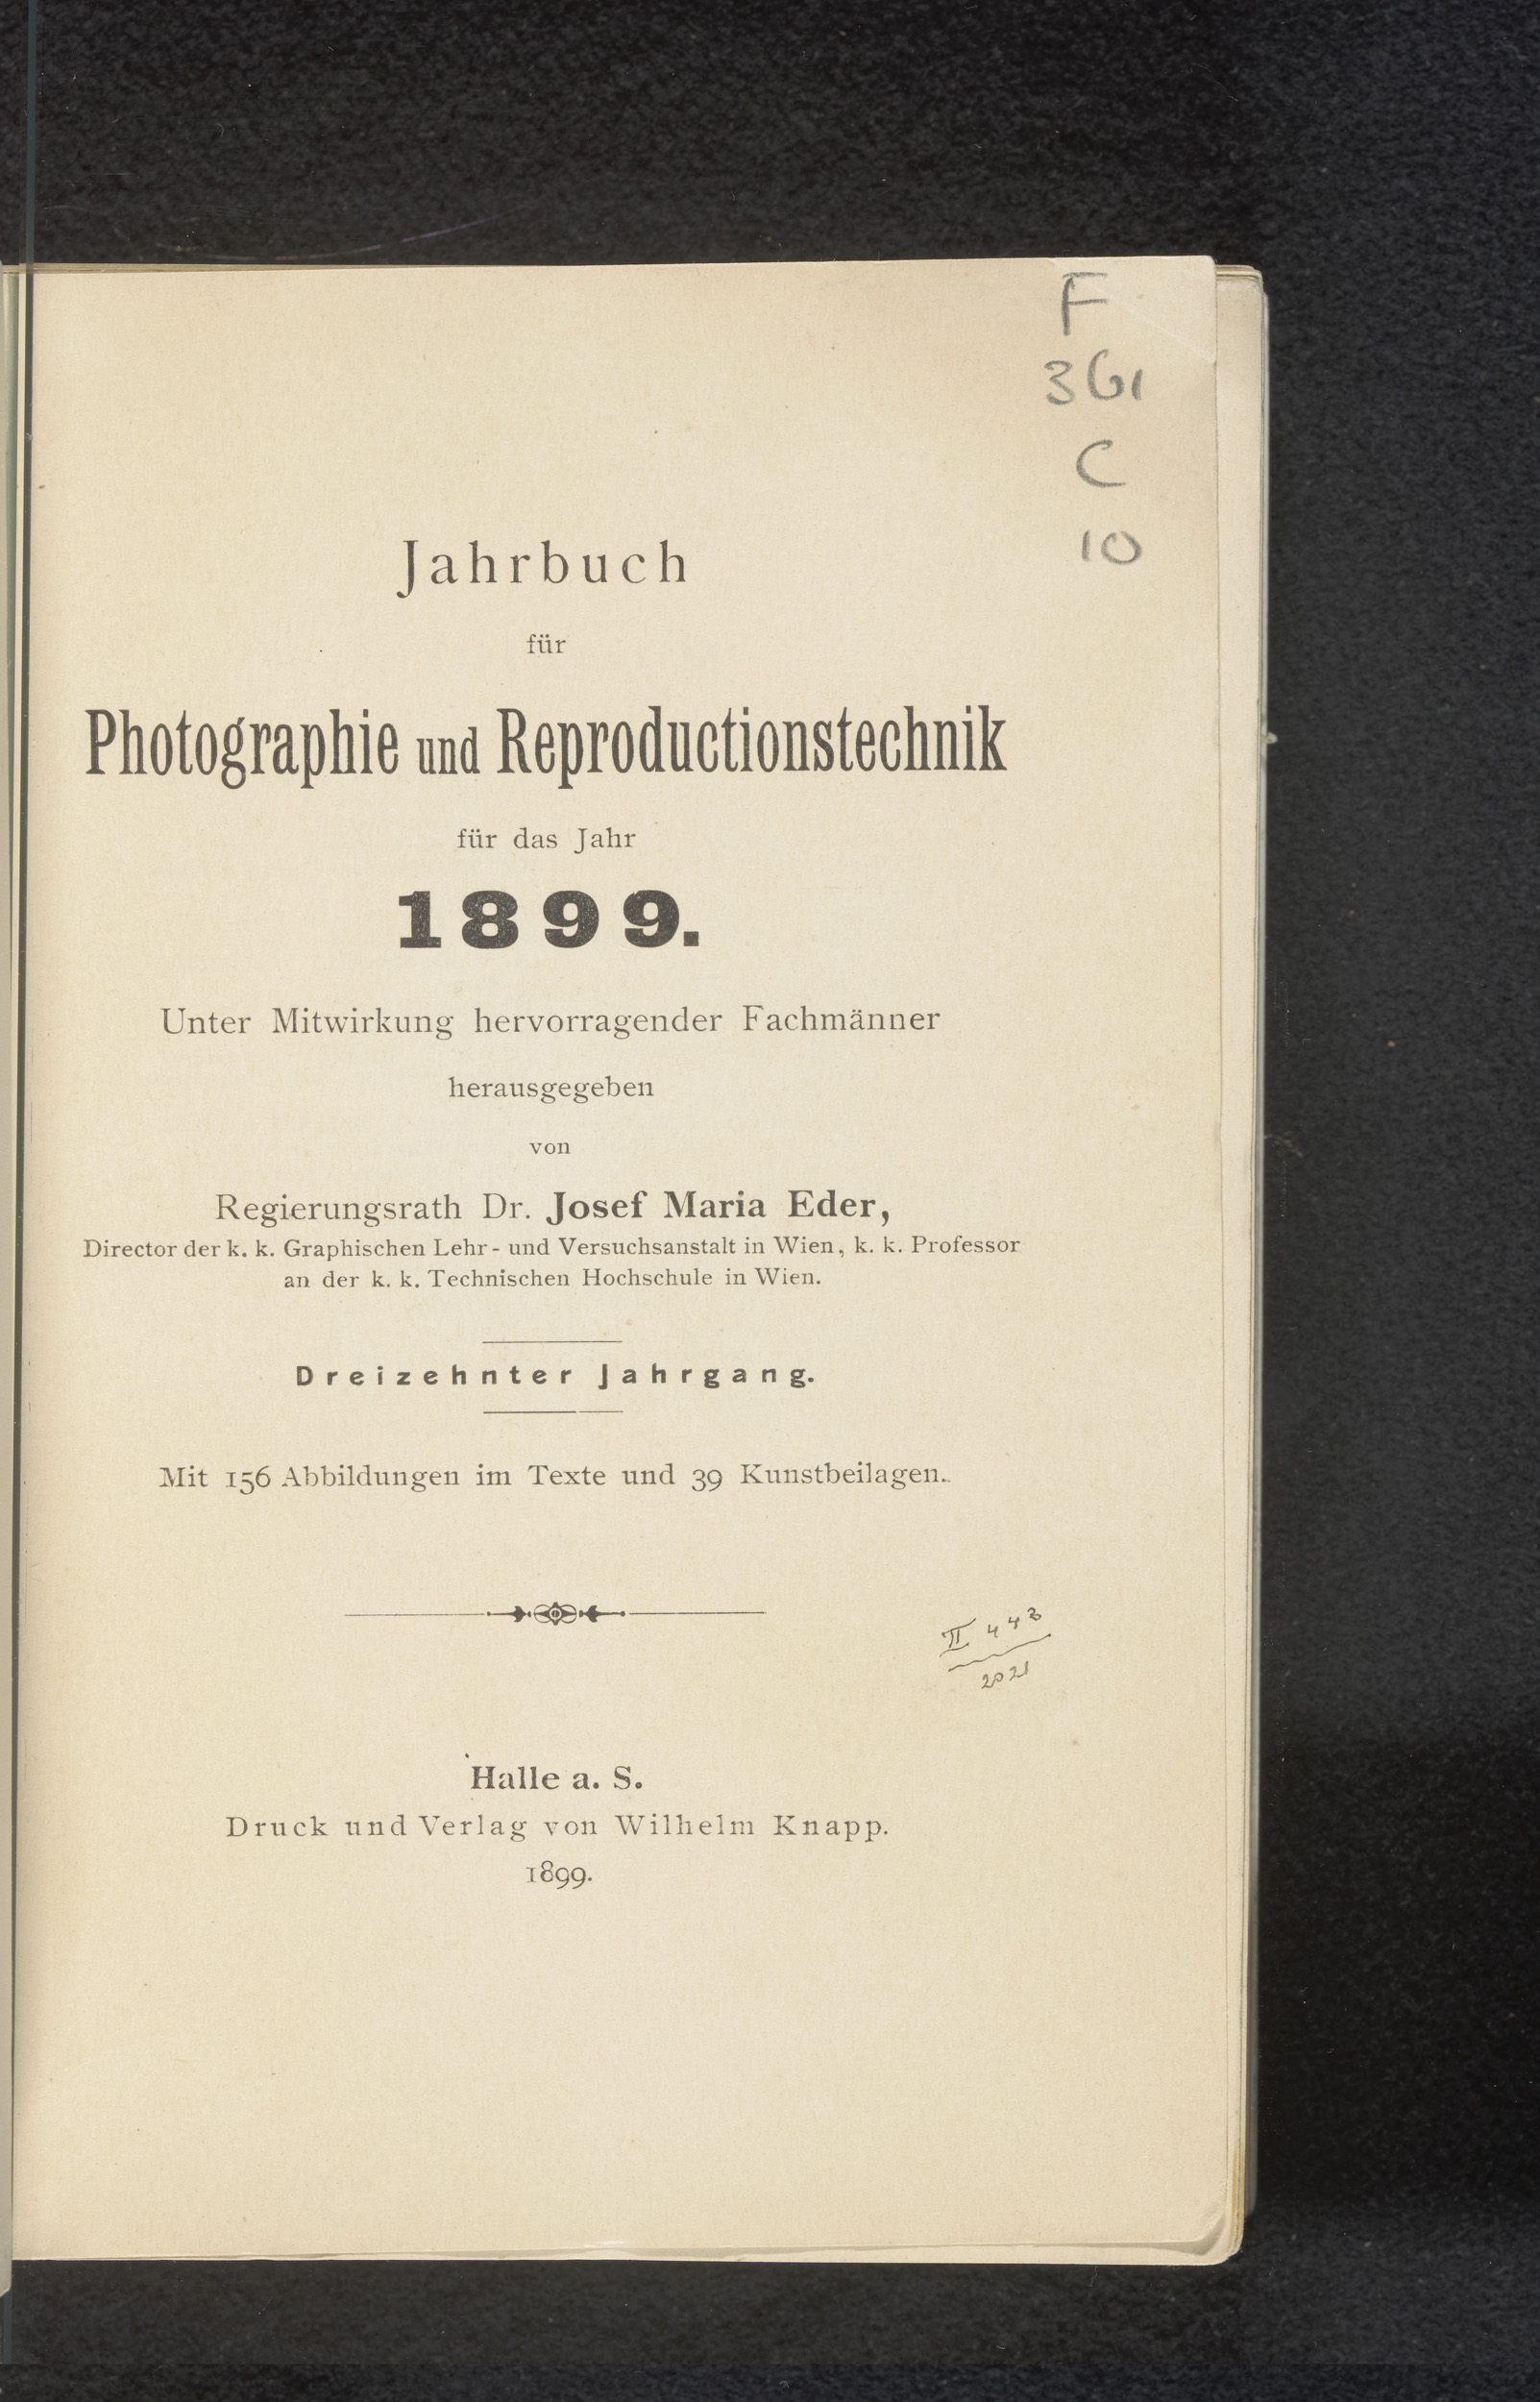 F
3G1
C
10
Jahrbuch
für
Photographie und Reproductionstechnik
für das Jahr
1899.
Unter Mitwirkung hervorragender Fachmänner
herausgegeben
von
Regierungsrath Dr. Josef Maria Eder,
Director der k. k. Graphischen Lehr- und Versuchsanstalt in Wien, k. k. Professor
an der k. k. Technischen Hochschule in Wien.
Dreizehnter Jahrgang.
Mit 156 Abbildungen im Texte und 39 Kunstbeilagen.
II 443
2021
Halle a. S.
Druck und Verlag von Wilhelm Knapp.
1899.